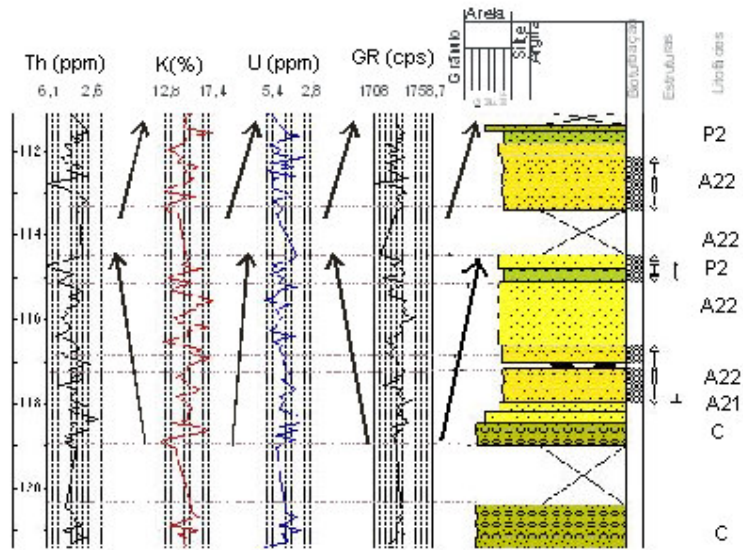 Areia
Grânulo
Silte
Argila
Bioturbação
Estruturas
Litofácies
Th (ppm)
K(%)
U (ppm)
GR (cps)
6,1 2,6
12,8 17,4
5,4 2,8
1708 1758,7
112
114
116
118
120
P2
A22
A22
P2
A22
A22
A21
C
C